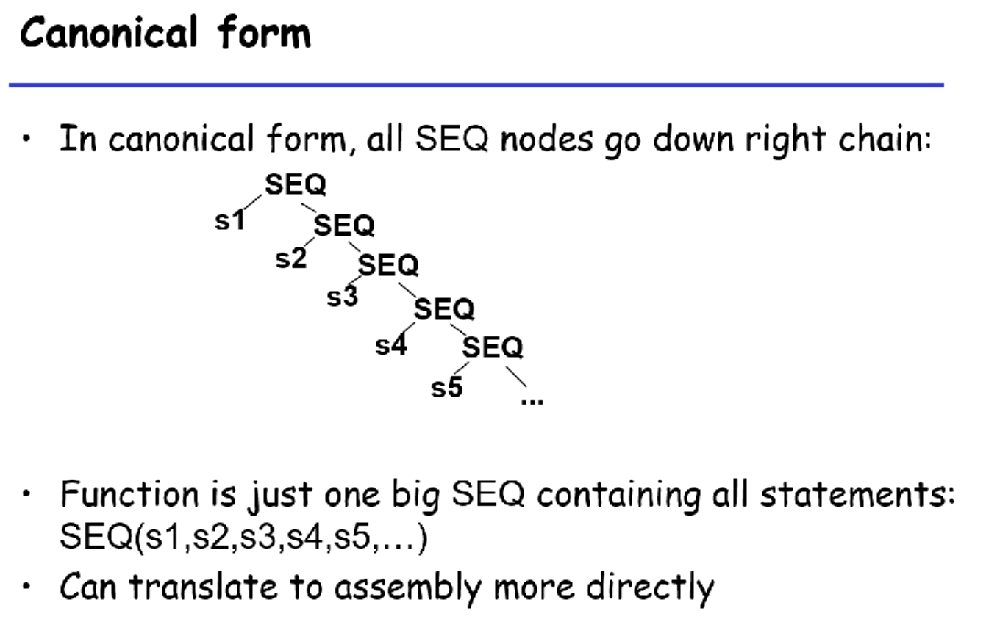 Canonical form
• In canonical form, all SEQ nodes go down right chain:
SEQ
s1
SEQ
s2
SEQ
s3
SEQ
s4
SEQ
s5
...
• Function is just one big SEQ containing all statements:
SEQ(s1,s2,s3,s4,s5,...)
• Can translate to assembly more directly